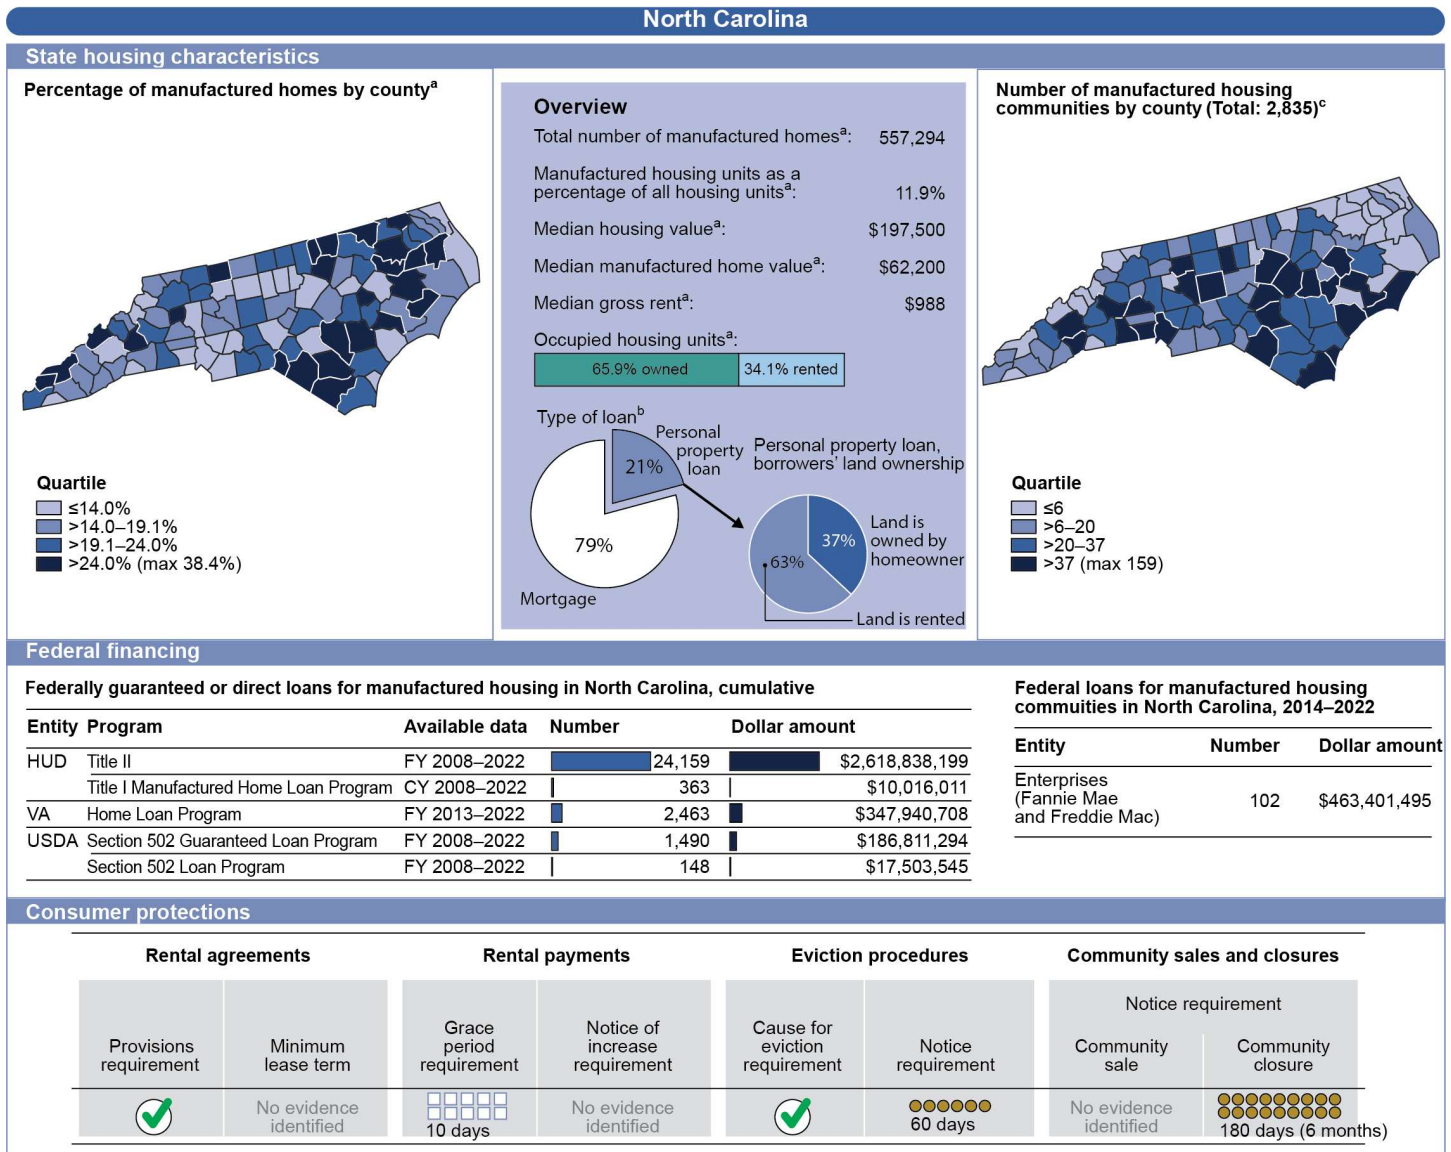 North Carolina
State housing characteristics
Percentage of manufactured homes by countyᵃ
Quartile
≤14.0%
>14.0–19.1%
>19.1–24.0%
>24.0% (max 38.4%)
Overview
Total number of manufactured homesᵃ: 557,294
Manufactured housing units as a
percentage of all housing unitsᵃ: 11.9%
Median housing valueᵃ: $197,500
Median manufactured home valueᵃ: $62,200
Median gross rentᵃ: $988
Occupied housing unitsᵃ:
65.9% owned 34.1% rented
Type of loanᵇ
Personal
property
loan
21%
79%
Mortgage
Personal property loan,
borrowers’ land ownership
Land is
owned by
homeowner
37%
63%
Land is rented
Number of manufactured housing
communities by county (Total: 2,835)ᶜ
Quartile
≤6
>6–20
>20–37
>37 (max 159)
Federal financing
Federally guaranteed or direct loans for manufactured housing in North Carolina, cumulative
Entity Program Available data Number Dollar amount
HUD Title II FY 2008–2022 24,159 $2,618,838,199
Title I Manufactured Home Loan Program CY 2008–2022 363 $10,016,011
VA Home Loan Program FY 2013–2022 2,463 $347,940,708
USDA Section 502 Guaranteed Loan Program FY 2008–2022 1,490 $186,811,294
Section 502 Loan Program FY 2008–2022 148 $17,503,545
Federal loans for manufactured housing
commuities in North Carolina, 2014–2022
Entity Number Dollar amount
Enterprises
(Fannie Mae
and Freddie Mac) 102 $463,401,495
Consumer protections
Rental agreements
Provisions
requirement
Minimum
lease term
No evidence
identified
Rental payments
Grace
period
requirement
10 days
Notice of
increase
requirement
No evidence
identified
Eviction procedures
Cause for
eviction
requirement
Notice
requirement
60 days
Community sales and closures
Notice requirement
Community
sale
No evidence
identified
Community
closure
180 days (6 months)